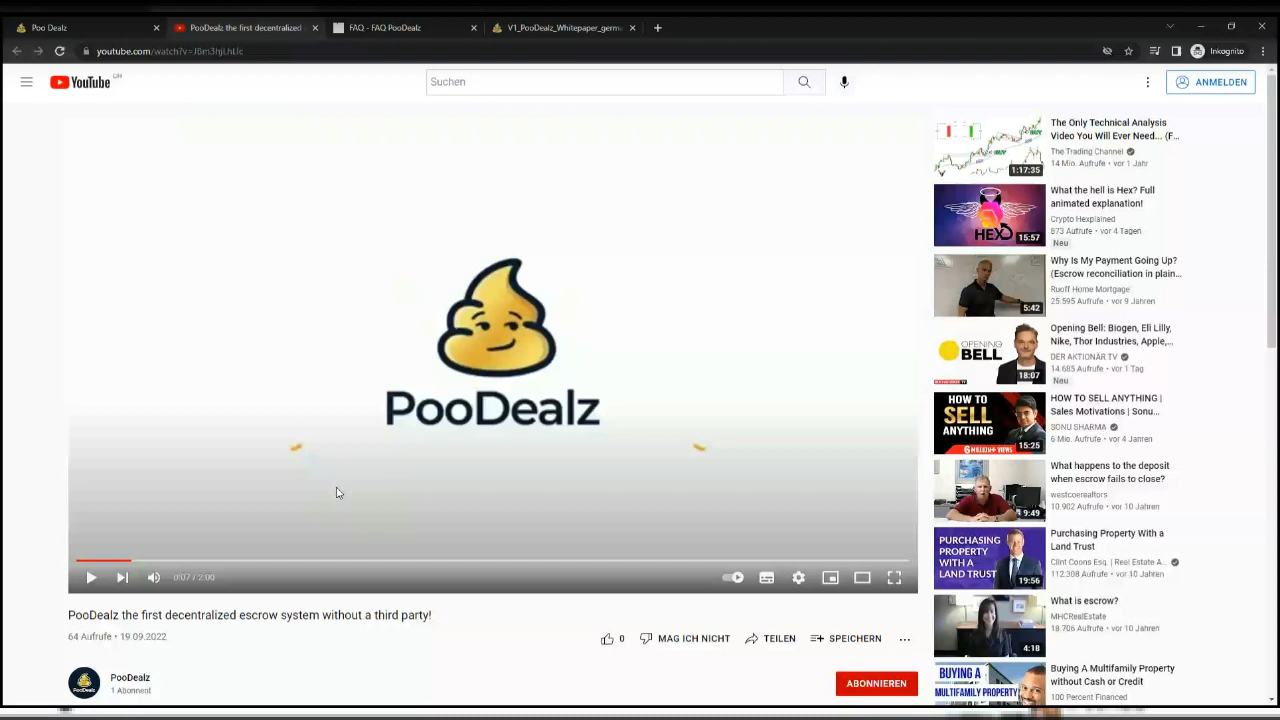 Poo Dealz
PooDealz the first decentralized
FAQ - FAQ PooDealz
V1_PooDealz_Whitepaper_germ
Inkognito
YouTube
CH
Suchen
ANMELDEN
PooDealz
0:07 / 2:00
PooDealz the first decentralized escrow system without a third party!
64 Aufrufe • 19.09.2022
0
MAG ICH NICHT
TEILEN
SPEICHERN
PooDealz
PooDealz
1 Abonnent
ABONNIEREN
1:17:35
The Only Technical Analysis
Video You Will Ever Need... (F...
The Trading Channel
14 Mio. Aufrufe • vor 1 Jahr
HEX
15:57
What the hell is Hex? Full
animated explanation!
Crypto Hexplained
873 Aufrufe • vor 4 Tagen
Neu
5:42
Why Is My Payment Going Up?
(Escrow reconciliation in plain...
Ruoff Home Mortgage
25.595 Aufrufe • vor 9 Jahren
OPENING
BELL
18:07
Opening Bell: Biogen, Eli Lilly,
Nike, Thor Industries, Apple,...
DER AKTIONÄR TV
14.685 Aufrufe • vor 1 Tag
Neu
HOW TO
SELL
ANYTHING
6 MILLION+ VIEWS
15:25
HOW TO SELL ANYTHING |
Sales Motivations | Sonu...
SONU SHARMA
6 Mio. Aufrufe • vor 4 Jahren
9:49
What happens to the deposit
when escrow fails to close?
westcoerealtors
10.902 Aufrufe • vor 10 Jahren
PURCHASING
PROPERTY
WITH A
LAND TRUST
19:56
Purchasing Property With a
Land Trust
Clint Coons Esq. | Real Estate A...
112.308 Aufrufe • vor 10 Jahren
4:18
What is escrow?
MHCRealEstate
18.706 Aufrufe • vor 10 Jahren
BUYING A
MULTIFAMILY
PROPERTY
Buying A Multifamily Property
without Cash or Credit
100 Percent Financed